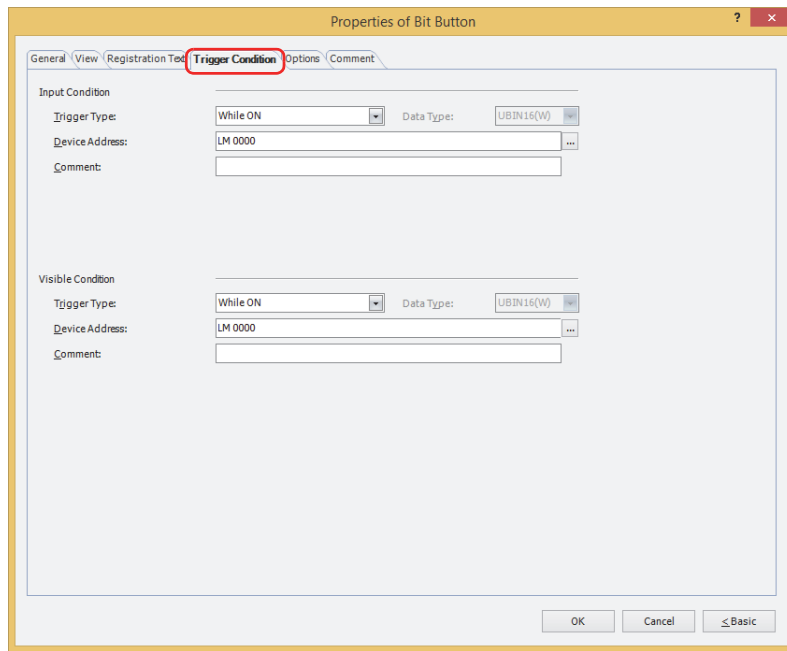 Properties of Bit Button
? ×
General View Registration Text Trigger Condition Options Comment
Input Condition
Trigger Type: While ON Data Type: UBIN16(W)
Device Address: LM 0000 ...
Comment:
Visible Condition
Trigger Type: While ON Data Type: UBIN16(W)
Device Address: LM 0000 ...
Comment:
OK Cancel < Basic